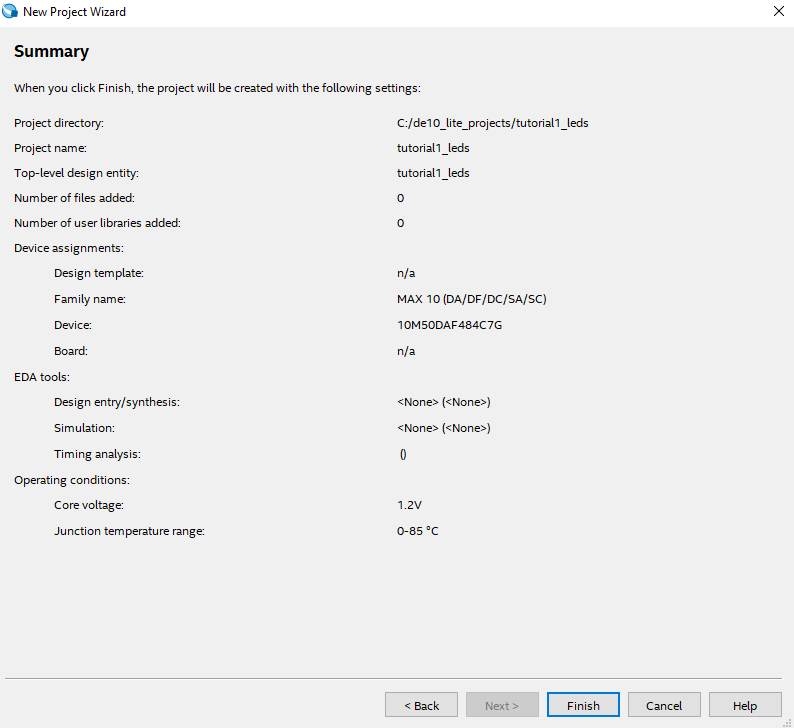 New Project Wizard
Summary
When you click Finish, the project will be created with the following settings:
Project directory: C:/de10_lite_projects/tutorial1_leds
Project name: tutorial1_leds
Top-level design entity: tutorial1_leds
Number of files added: 0
Number of user libraries added: 0
Device assignments:
Design template: n/a
Family name: MAX 10 (DA/DF/DC/SA/SC)
Device: 10M50DAF484C7G
Board: n/a
EDA tools:
Design entry/synthesis: <None> (<None>)
Simulation: <None> (<None>)
Timing analysis: ()
Operating conditions:
Core voltage: 1.2V
Junction temperature range: 0-85 °C
< Back Next > Finish Cancel Help